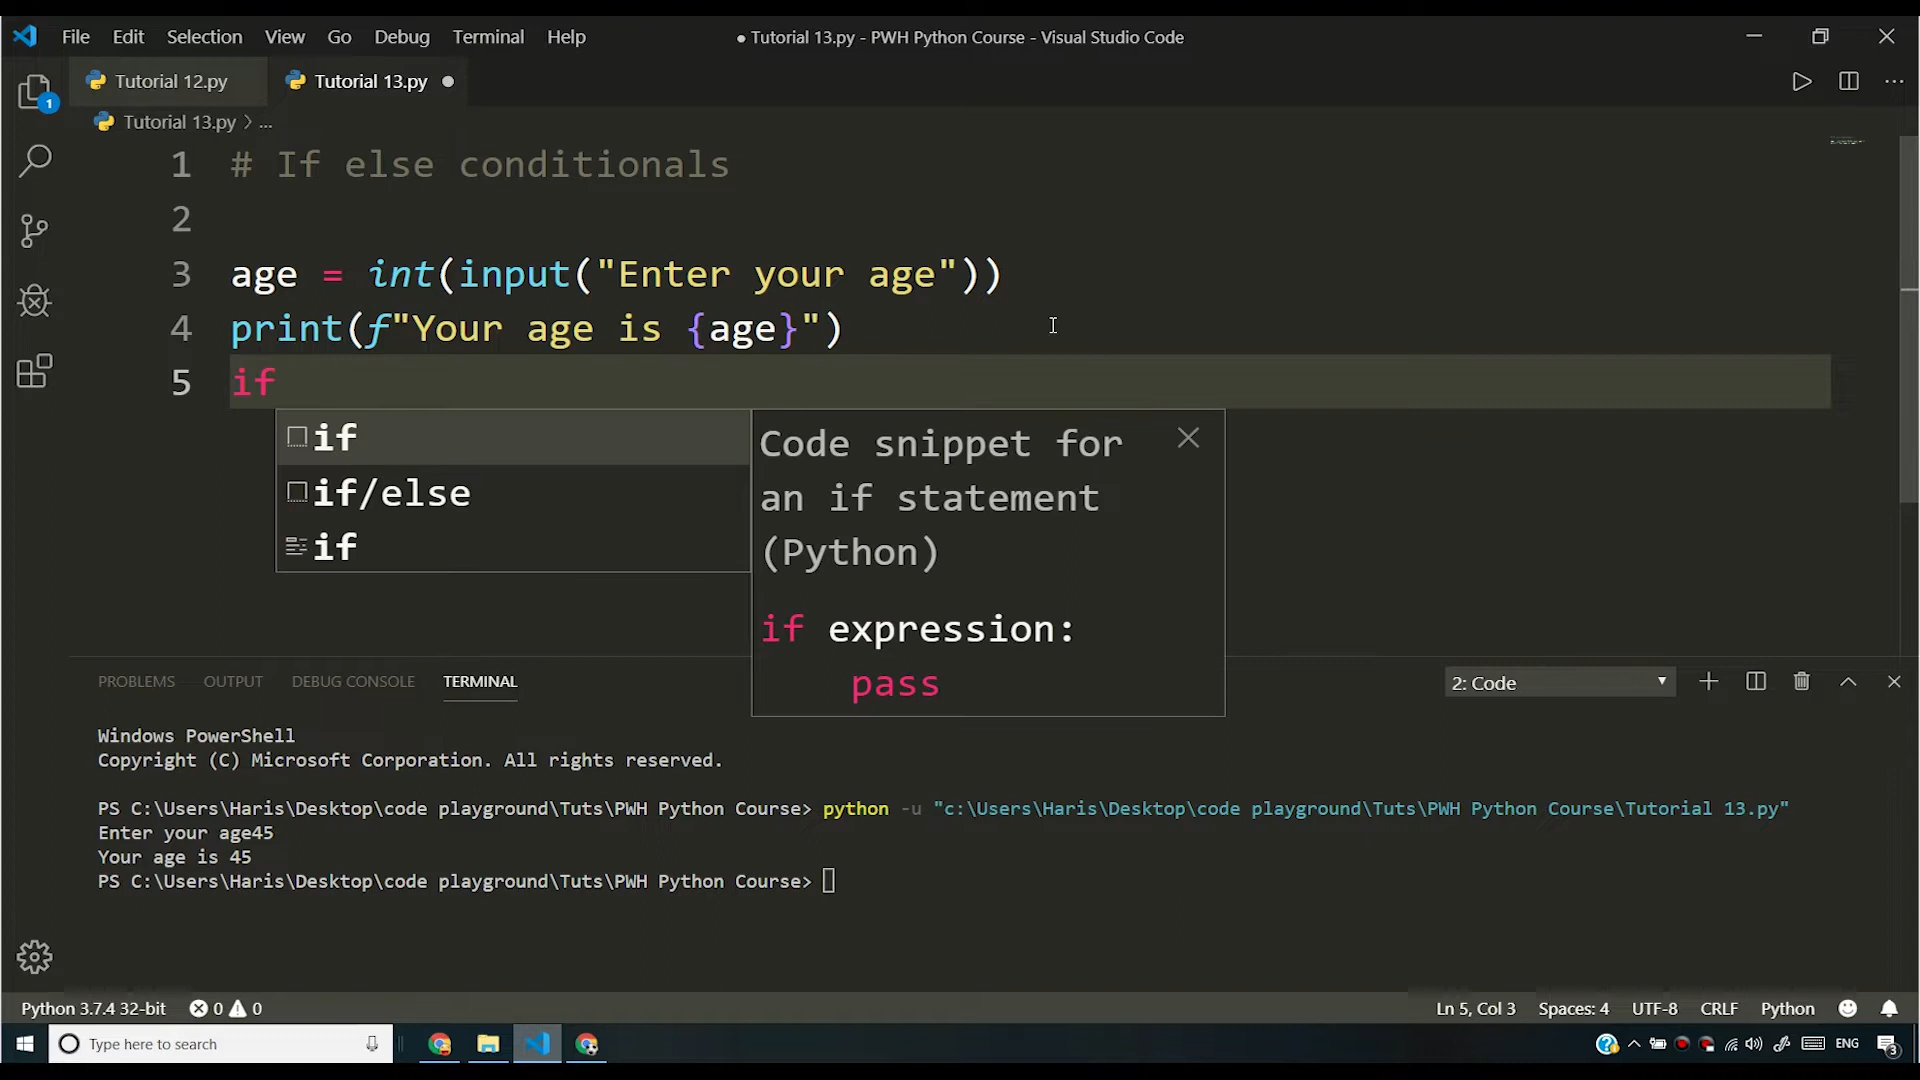 File Edit Selection View Go Debug Terminal Help
● Tutorial 13.py - PWH Python Course - Visual Studio Code
Tutorial 12.py
Tutorial 13.py ●
Tutorial 13.py > ...
1 # If else conditionals
2
3 age = int(input("Enter your age"))
4 print(f"Your age is {age}")
5 if
if
if/else
if
Code snippet for
an if statement
(Python)
if expression:
pass
PROBLEMS OUTPUT DEBUG CONSOLE TERMINAL
2: Code
Windows PowerShell
Copyright (C) Microsoft Corporation. All rights reserved.
PS C:\Users\Haris\Desktop\code playground\Tuts\PWH Python Course> python -u "c:\Users\Haris\Desktop\code playground\Tuts\PWH Python Course\Tutorial 13.py"
Enter your age45
Your age is 45
PS C:\Users\Haris\Desktop\code playground\Tuts\PWH Python Course>
Python 3.7.4 32-bit 0 0
Ln 5, Col 3 Spaces: 4 UTF-8 CRLF Python
Type here to search
ENG
1
3